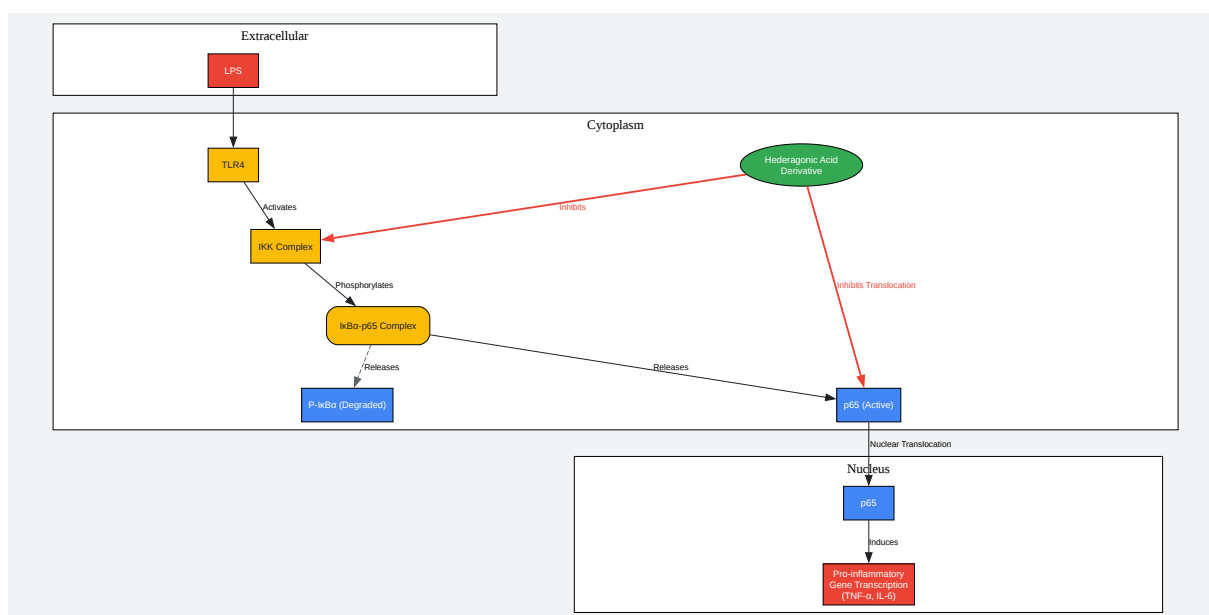 Extracellular
LPS
Cytoplasm
TLR4
Hederagonic Acid
Derivative
Activates
Inhibits
IKK Complex
Phosphorylates
Inhibits Translocation
IκBα-p65 Complex
Releases
Releases
P-IκBα (Degraded)
p65 (Active)
Nuclear Translocation
Nucleus
p65
Induces
Pro-inflammatory
Gene Transcription
(TNF-α, IL-6)